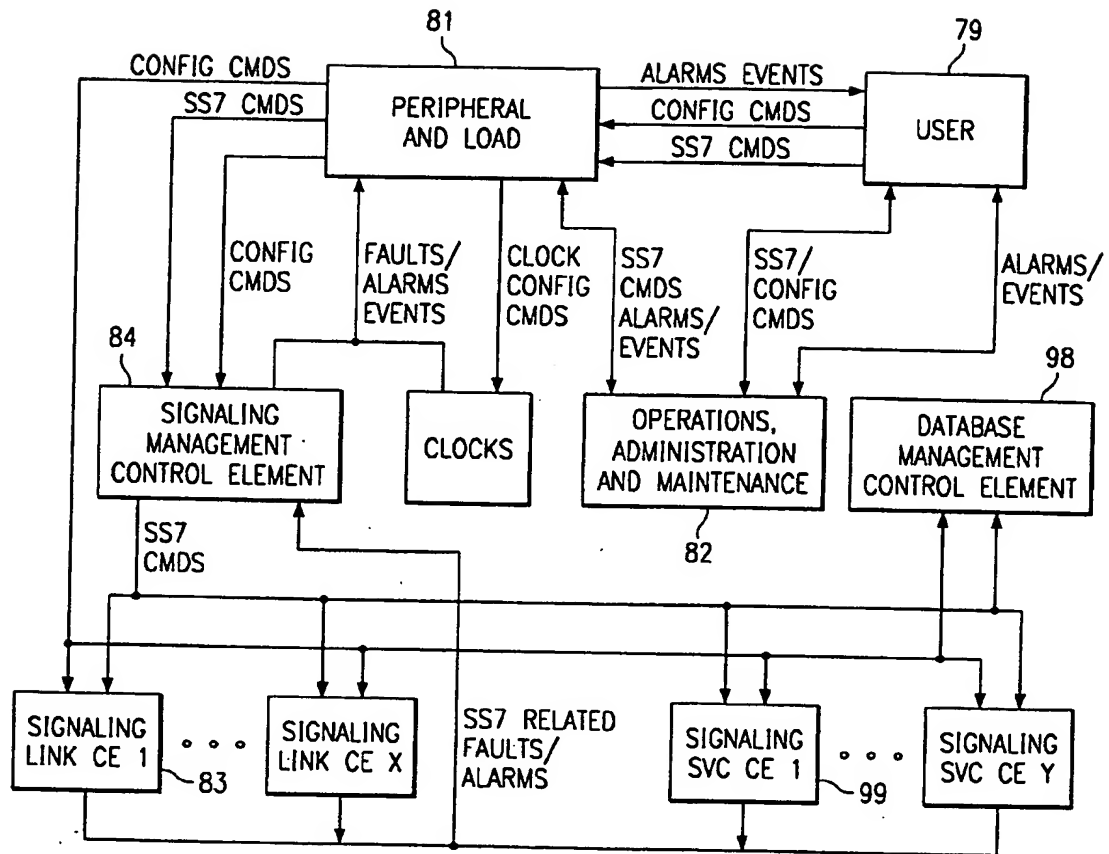 81
79
CONFIG CMDS
SS7 CMDS
PERIPHERAL
AND LOAD
ALARMS EVENTS
CONFIG CMDS
SS7 CMDS
USER
CONFIG
CMDS
FAULTS/
ALARMS
EVENTS
CLOCK
CONFIG
CMDS
SS7
CMDS
ALARMS/
EVENTS
SS7/
CONFIG
CMDS
ALARMS/
EVENTS
84
SIGNALING
MANAGEMENT
CONTROL ELEMENT
CLOCKS
OPERATIONS,
ADMINISTRATION
AND MAINTENANCE
82
98
DATABASE
MANAGEMENT
CONTROL ELEMENT
SS7
CMDS
SIGNALING
LINK CE 1
83
SIGNALING
LINK CE X
SS7 RELATED
FAULTS/
ALARMS
SIGNALING
SVC CE 1
99
SIGNALING
SVC CE Y